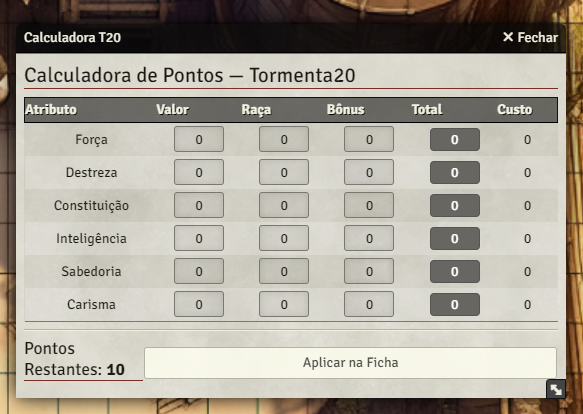 Calculadora T20
✕ Fechar
Calculadora de Pontos — Tormenta20
Atributo Valor Raça Bônus Total Custo
Força 0 0 0 0 0
Destreza 0 0 0 0 0
Constituição 0 0 0 0 0
Inteligência 0 0 0 0 0
Sabedoria 0 0 0 0 0
Carisma 0 0 0 0 0
Pontos
Restantes: 10
Aplicar na Ficha